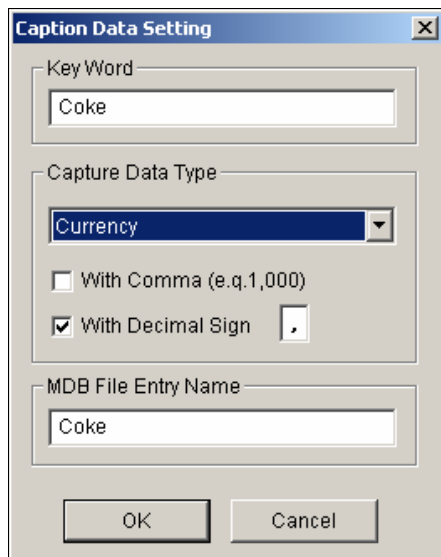 Caption Data Setting
Key Word
Coke
Capture Data Type
Currency
With Comma (e.q.1,000)
With Decimal Sign ,
MDB File Entry Name
Coke
OK Cancel